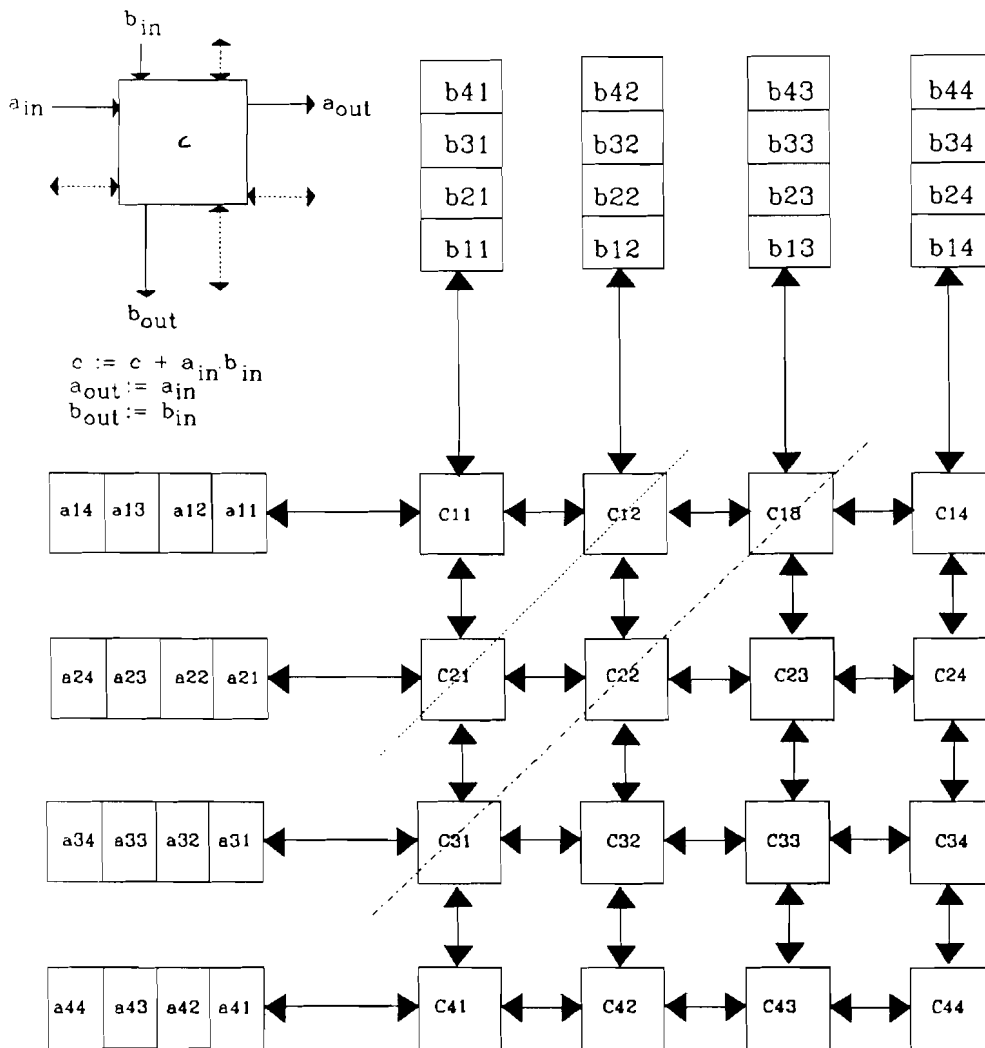 b_in
a_in
a_out
c
b_out
c := c + a_in.b_in
a_out := a_in
b_out := b_in
b41 b42 b43 b44
b31 b32 b33 b34
b21 b22 b23 b24
b11 b12 b13 b14
a14 a13 a12 a11 C11 C12 C13 C14
a24 a23 a22 a21 C21 C22 C23 C24
a34 a33 a32 a31 C31 C32 C33 C34
a44 a43 a42 a41 C41 C42 C43 C44